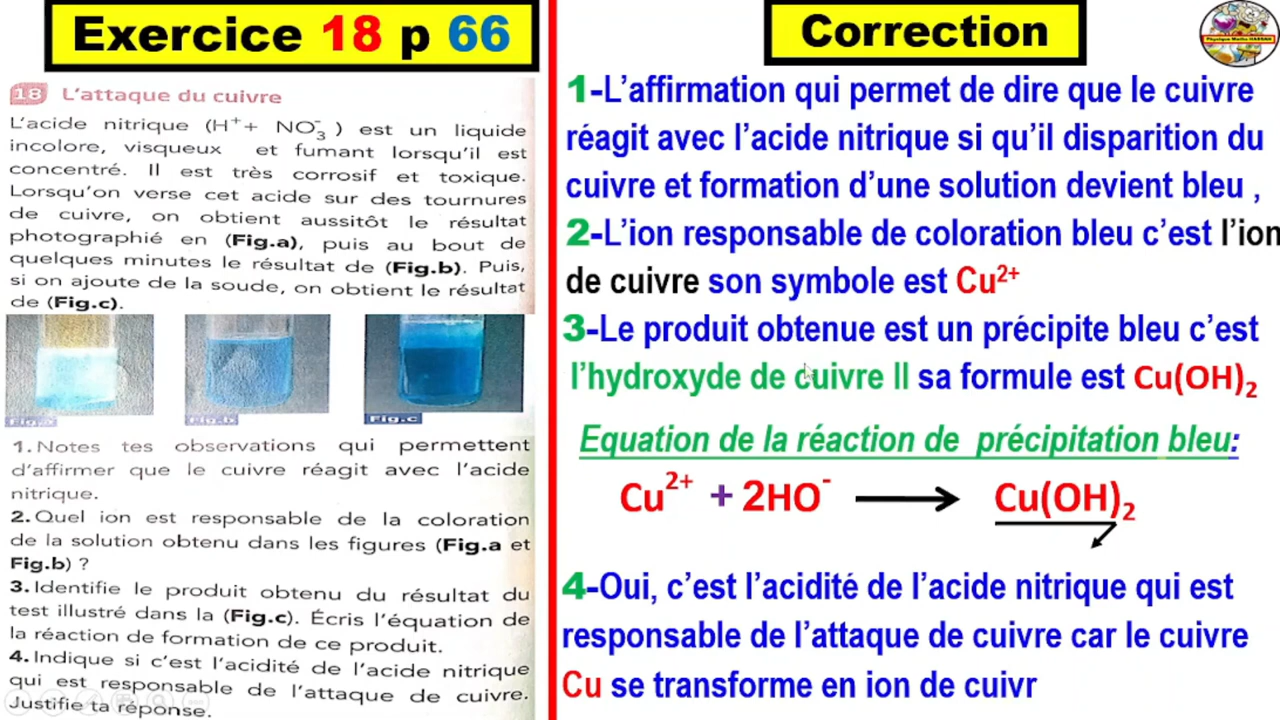 Exercice 18 p 66
18 L'attaque du cuivre
L'acide nitrique (H⁺+ NO₃⁻ ) est un liquide
incolore, visqueux et fumant lorsqu'il est
concentré. Il est très corrosif et toxique.
Lorsqu'on verse cet acide sur des tournures
de cuivre, on obtient aussitôt le résultat
photographié en (Fig.a), puis au bout de
quelques minutes le résultat de (Fig.b). Puis,
si on ajoute de la soude, on obtient le résultat
de (Fig.c).
Fig.a Fig.b Fig.c
1.Notes tes observations qui permettent
d'affirmer que le cuivre réagit avec l'acide
nitrique.
2.Quel ion est responsable de la coloration
de la solution obtenu dans les figures (Fig.a et
Fig.b) ?
3.Identifie le produit obtenu du résultat du
test illustré dans la (Fig.c). Écris l'équation de
la réaction de formation de ce produit.
4.Indique si c'est l'acidité de l'acide nitrique
qui est responsable de l'attaque de cuivre.
Justifie ta réponse.
Correction
Physique Maths HASSAN
1-L'affirmation qui permet de dire que le cuivre
réagit avec l'acide nitrique si qu'il disparition du
cuivre et formation d'une solution devient bleu ,
2-L'ion responsable de coloration bleu c'est l'ion
de cuivre son symbole est Cu²⁺
3-Le produit obtenue est un précipite bleu c'est
l'hydroxyde de cuivre II sa formule est Cu(OH)₂
Equation de la réaction de précipitation bleu:
Cu²⁺ + 2HO⁻ → Cu(OH)₂
4-Oui, c'est l'acidité de l'acide nitrique qui est
responsable de l'attaque de cuivre car le cuivre
Cu se transforme en ion de cuivr